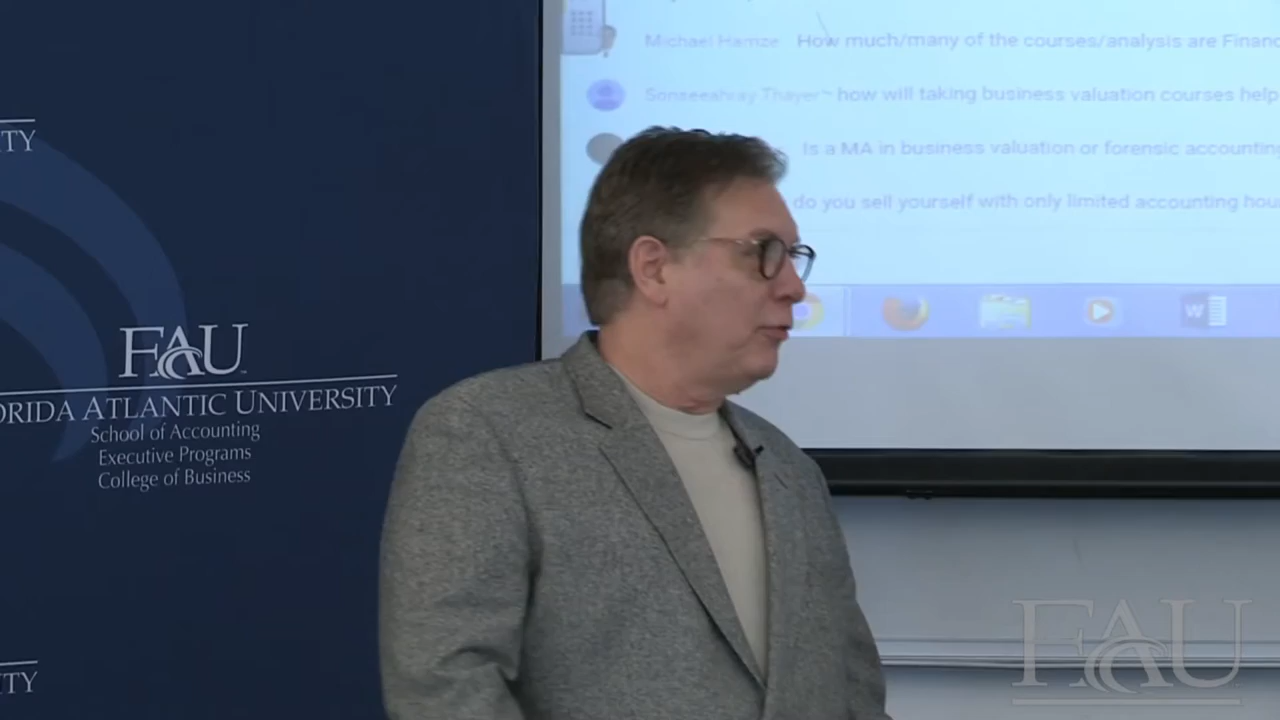 TY
FAU
ORIDA ATLANTIC UNIVERSITY
School of Accounting
Executive Programs
College of Business
TY
Michael Hamze How much/many of the courses/analysis are Financ
Thayer~ how will taking business valuation courses help
Is a MA in business valuation or forensic accounting
do you sell yourself with only limited accounting hou
W
FAU